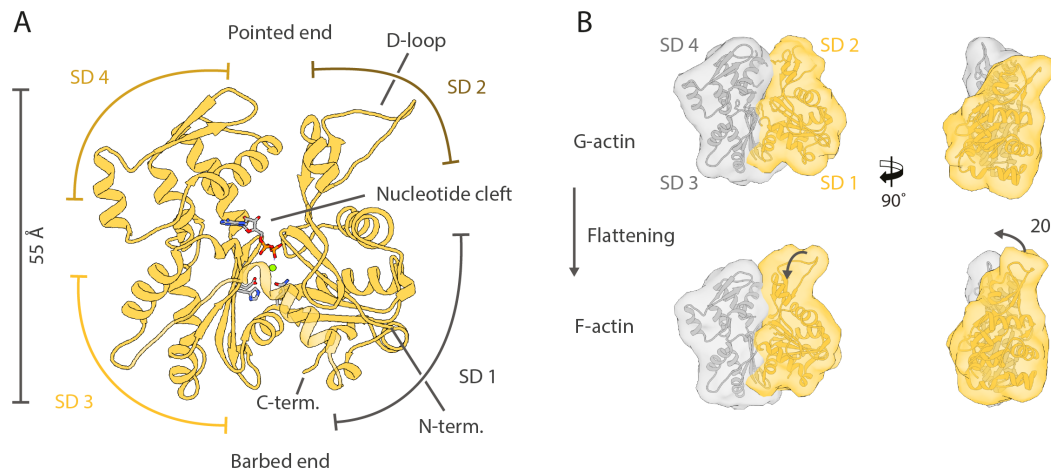 A
Pointed end
D-loop
SD 4
SD 2
55 Å
Nucleotide cleft
SD 3
SD 1
C-term.
N-term.
Barbed end
B
SD 4
SD 2
G-actin
SD 3
SD 1
90°
Flattening
20
F-actin